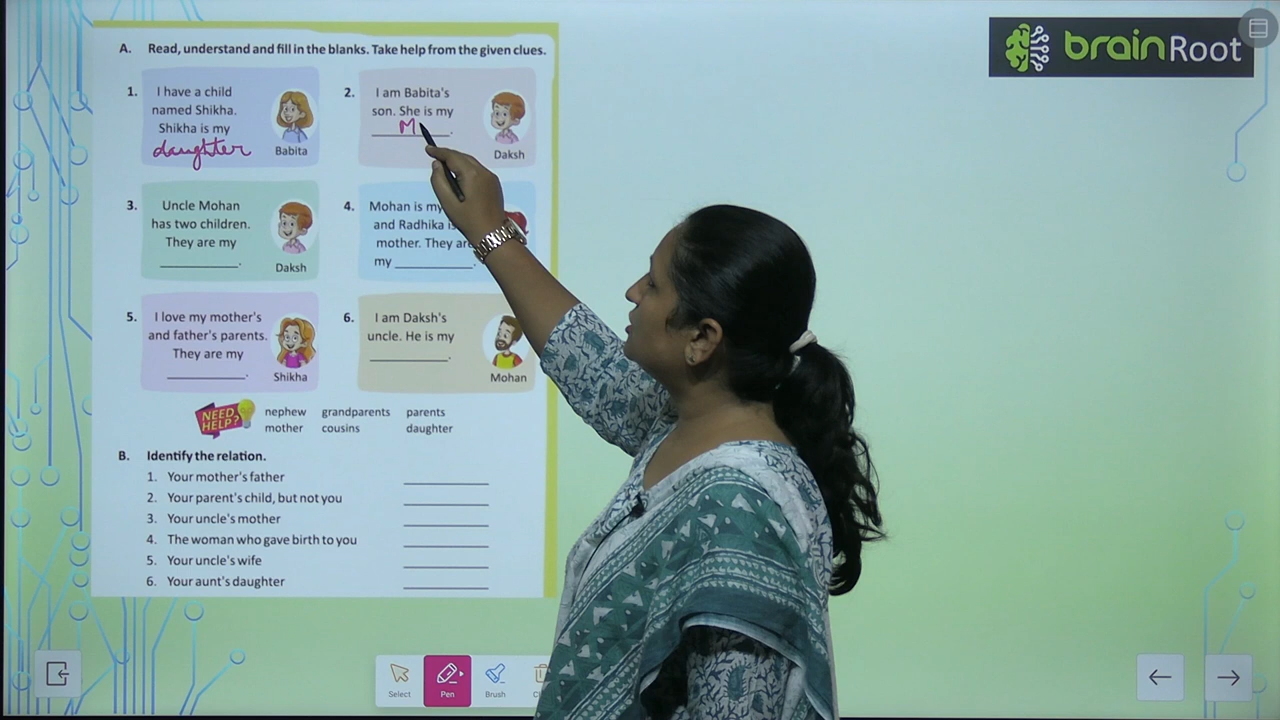 brainRoot
A. Read, understand and fill in the blanks. Take help from the given clues.
1. I have a child
named Shikha.
Shikha is my
daughter
Babita
2. I am Babita's
son. She is my
M
.
Daksh
3. Uncle Mohan
has two children.
They are my
.
Daksh
4. Mohan is my
and Radhika
mother. They are
my .
5. I love my mother's
and father's parents.
They are my
.
Shikha
6. I am Daksh's
uncle. He is my
.
Mohan
NEED
HELP?
nephew grandparents parents
mother cousins daughter
B. Identify the relation.
1. Your mother's father
2. Your parent's child, but not you
3. Your uncle's mother
4. The woman who gave birth to you
5. Your uncle's wife
6. Your aunt's daughter
Select Pen Brush